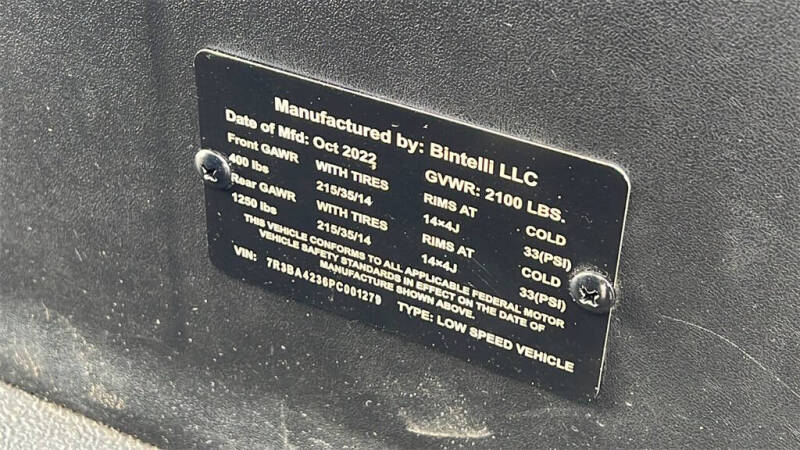 Manufactured by: Bintelli LLC
Date of Mfd: Oct 2022 GVWR: 2100 LBS.
Front GAWR WITH TIRES RIMS AT COLD
400 lbs 215/35/14 14×4J 33(PSI)
Rear GAWR WITH TIRES RIMS AT COLD
1250 lbs 215/35/14 14×4J 33(PSI)
THIS VEHICLE CONFORMS TO ALL APPLICABLE FEDERAL MOTOR
VEHICLE SAFETY STANDARDS IN EFFECT ON THE DATE OF
MANUFACTURE SHOWN ABOVE.
VIN: 7R3BA4236PC001279 TYPE: LOW SPEED VEHICLE